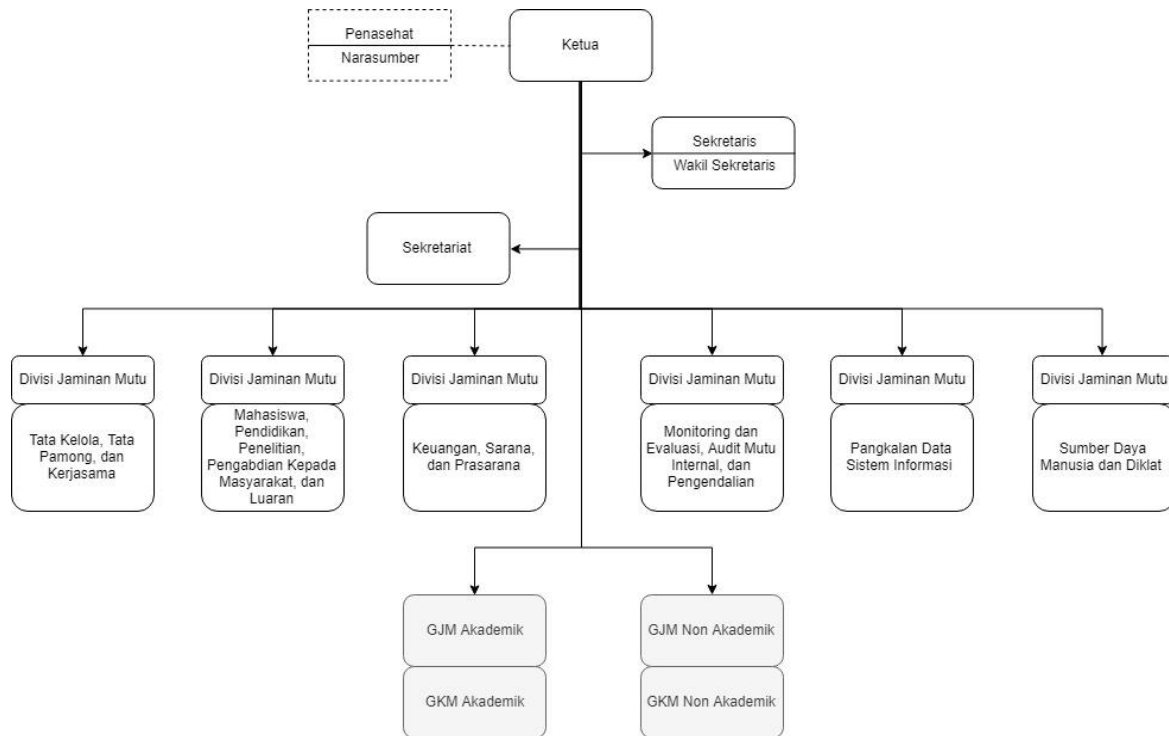 Penasehat
Narasumber
Ketua
Sekretaris
Wakil Sekretaris
Sekretariat
Divisi Jaminan Mutu
Tata Kelola, Tata
Pamong, dan
Kerjasama
Divisi Jaminan Mutu
Mahasiswa,
Pendidikan,
Penelitian,
Pengabdian Kepada
Masyarakat, dan
Luaran
Divisi Jaminan Mutu
Keuangan, Sarana,
dan Prasarana
Divisi Jaminan Mutu
Monitoring dan
Evaluasi, Audit Mutu
Internal, dan
Pengendalian
Divisi Jaminan Mutu
Pangkalan Data
Sistem Informasi
Divisi Jaminan Mutu
Sumber Daya
Manusia dan Diklat
GJM Akademik
GKM Akademik
GJM Non Akademik
GKM Non Akademik